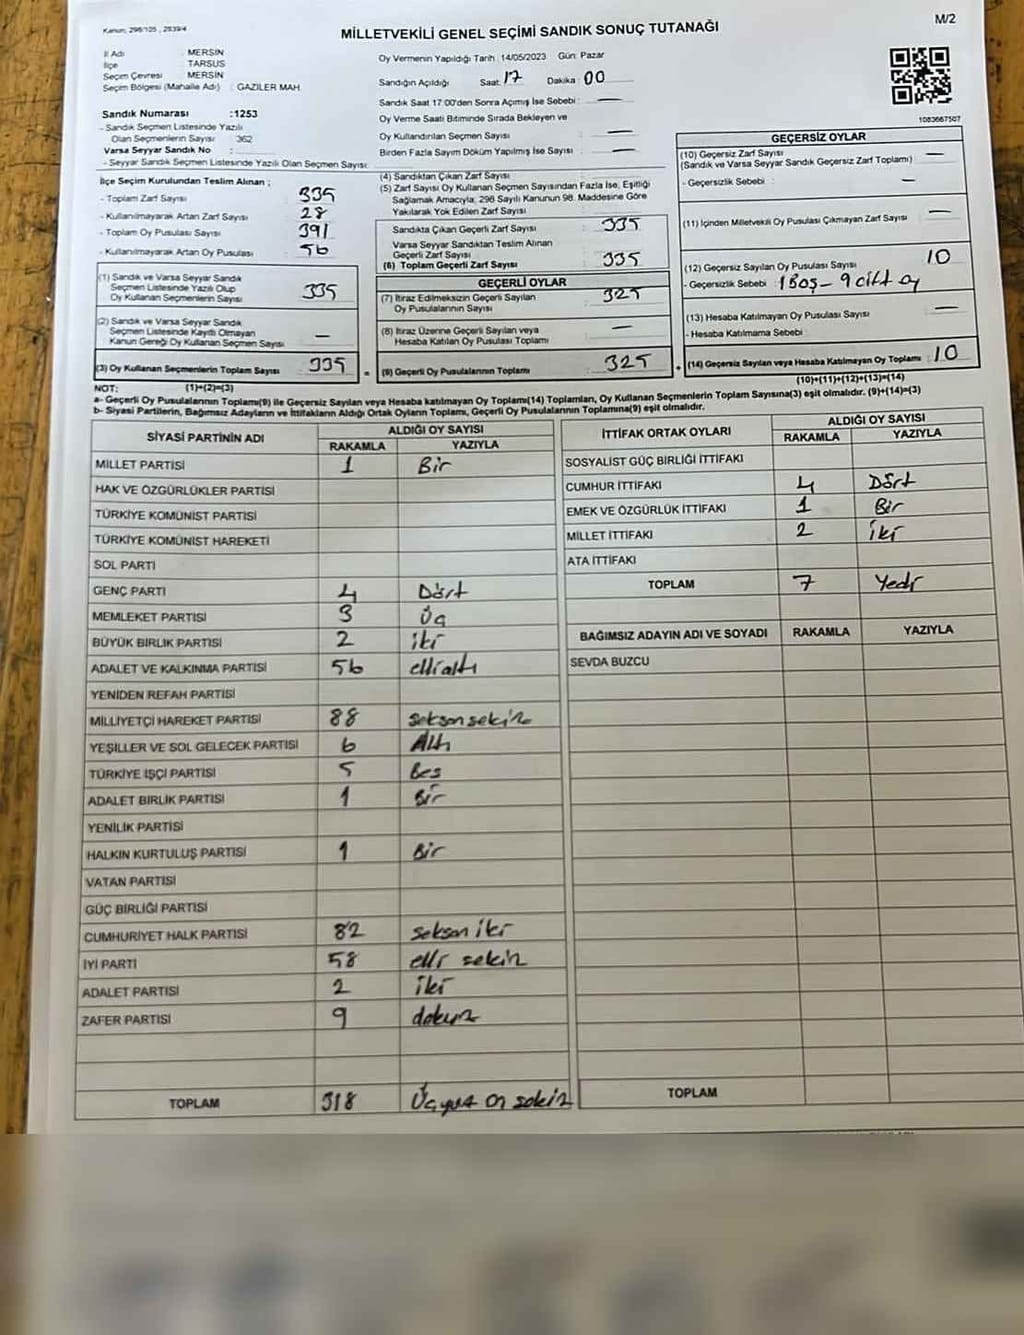 Kanun: 298/105 , 2839/4
MİLLETVEKİLİ GENEL SEÇİMİ SANDIK SONUÇ TUTANAĞI
M/2
İl Adı : MERSİN
İlçe : TARSUS
Seçim Çevresi : MERSİN
Seçim Bölgesi (Mahalle Adı) : GAZİLER MAH.
Oy Vermenin Yapıldığı Tarih : 14/05/2023 Gün: Pazar
Sandığın Açıldığı Saat: 17 Dakika: 00
Sandık Saat 17:00'den Sonra Açılmış İse Sebebi : —
Oy Verme Saati Bitiminde Sırada Bekleyen ve
Oy Kullandırılan Seçmen Sayısı : —
Birden Fazla Sayım Döküm Yapılmış İse Sayısı : —
1083667507
Sandık Numarası :1253
- Sandık Seçmen Listesinde Yazılı
Olan Seçmenlerin Sayısı : 362
Varsa Seyyar Sandık No :
- Seyyar Sandık Seçmen Listesinde Yazılı Olan Seçmen Sayısı:
İlçe Seçim Kurulundan Teslim Alınan ;
- Toplam Zarf Sayısı : 335
- Kullanılmayarak Artan Zarf Sayısı : 28
- Toplam Oy Pusulası Sayısı : 391
- Kullanılmayarak Artan Oy Pusulası : 56
(1) Sandık ve Varsa Seyyar Sandık
Seçmen Listesinde Yazılı Olup
Oy Kullanan Seçmenlerin Sayısı : 335
(2) Sandık ve Varsa Seyyar Sandık
Seçmen Listesinde Kayıtlı Olmayan
Kanun Gereği Oy Kullanan Seçmen Sayısı : —
(3) Oy Kullanan Seçmenlerin Toplam Sayısı : 335
(4) Sandıktan Çıkan Zarf Sayısı :
(5) Zarf Sayısı Oy Kullanan Seçmen Sayısından Fazla İse, Eşitliği
Sağlamak Amacıyla, 298 Sayılı Kanunun 98. Maddesine Göre
Yakılarak Yok Edilen Zarf Sayısı :
Sandıkta Çıkan Geçerli Zarf Sayısı : 335
Varsa Seyyar Sandıktan Teslim Alınan
Geçerli Zarf Sayısı :
(6) Toplam Geçerli Zarf Sayısı : 335
GEÇERLİ OYLAR
(7) İtiraz Edilmeksizin Geçerli Sayılan
Oy Pusulalarının Sayısı : 325
(8) İtiraz Üzerine Geçerli Sayılan veya
Hesaba Katılan Oy Pusulası Toplamı : —
(9) Geçerli Oy Pusulalarının Toplamı : 325
GEÇERSİZ OYLAR
(10) Geçersiz Zarf Sayısı : —
(Sandık ve Varsa Seyyar Sandık Geçersiz Zarf Toplamı)
- Geçersizlik Sebebi : —
(11) İçinden Milletvekili Oy Pusulası Çıkmayan Zarf Sayısı : —
(12) Geçersiz Sayılan Oy Pusulası Sayısı : 10
- Geçersizlik Sebebi : 1 Boş - 9 Çift oy
(13) Hesaba Katılmayan Oy Pusulası Sayısı : —
- Hesaba Katılmama Sebebi :
(14) Geçersiz Sayılan veya Hesaba Katılmayan Oy Toplamı : 10
NOT: (1)+(2)=(3)
(10)+(11)+(12)+(13)=(14)
a- Geçerli Oy Pusulasının Toplamı(9) ile Geçersiz Sayılan veya Hesaba katılmayan Oy Toplamı(14) Toplamları, Oy Kullanan Seçmenlerin Toplam Sayısına(3) eşit olmalıdır. (9)+(14)=(3)
b- Siyasi Partilerin, Bağımsız Adayların ve İttifakların Aldığı Ortak Oyların Toplamı, Geçerli Oy Pusulalarının Toplamına(9) eşit olmalıdır.
SİYASİ PARTİNİN ADI ALDIĞI OY SAYISI
RAKAMLA YAZIYLA
MİLLET PARTİSİ 1 Bir
HAK VE ÖZGÜRLÜKLER PARTİSİ
TÜRKİYE KOMÜNİST PARTİSİ
TÜRKİYE KOMÜNİST HAREKETİ
SOL PARTİ
GENÇ PARTİ 4 Dört
MEMLEKET PARTİSİ 3 Üç
BÜYÜK BİRLİK PARTİSİ 2 iki
ADALET VE KALKINMA PARTİSİ 56 elli altı
YENİDEN REFAH PARTİSİ
MİLLİYETÇİ HAREKET PARTİSİ 88 seksen sekiz
YEŞİLLER VE SOL GELECEK PARTİSİ 6 Altı
TÜRKİYE İŞÇİ PARTİSİ 5 Beş
ADALET BİRLİK PARTİSİ 1 Bir
YENİLİK PARTİSİ
HALKIN KURTULUŞ PARTİSİ 1 Bir
VATAN PARTİSİ
GÜÇ BİRLİĞİ PARTİSİ
CUMHURİYET HALK PARTİSİ 82 seksen iki
İYİ PARTİ 58 elli sekiz
ADALET PARTİSİ 2 iki
ZAFER PARTİSİ 9 dokuz
TOPLAM 318 Üçyüz on sekiz
İTTİFAK ORTAK OYLARI ALDIĞI OY SAYISI
RAKAMLA YAZIYLA
SOSYALİST GÜÇ BİRLİĞİ İTTİFAKI
CUMHUR İTTİFAKI 4 Dört
EMEK VE ÖZGÜRLÜK İTTİFAKI 1 Bir
MİLLET İTTİFAKI 2 iki
ATA İTTİFAKI
TOPLAM 7 Yedi
BAĞIMSIZ ADAYIN ADI VE SOYADI RAKAMLA YAZIYLA
SEVDA BUZCU
TOPLAM